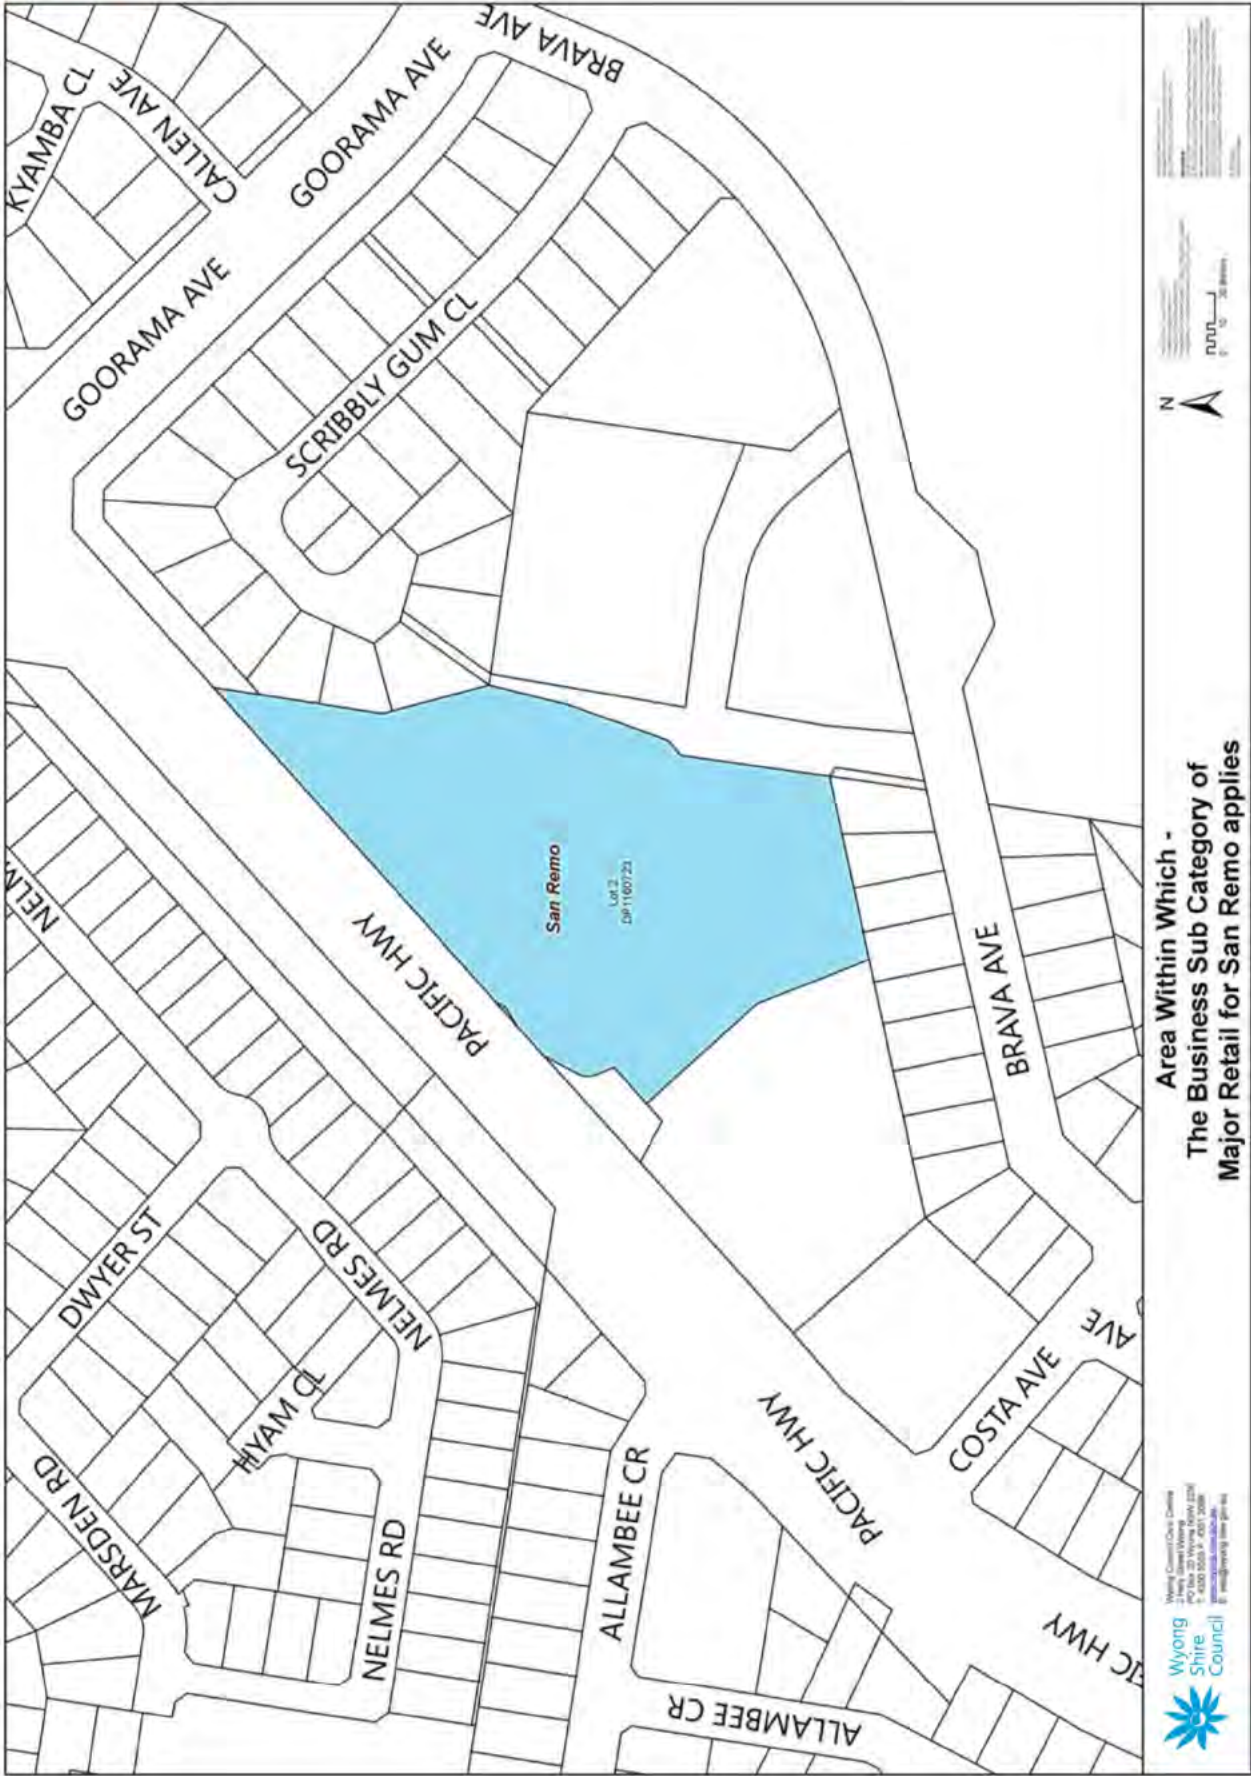 KYAMBA CL
CALLEN AVE
GOORAMA AVE
GOORAMA AVE
BRAVA AVE
SCRIBBLY GUM CL
NELM
PACIFIC HWY
San Remo
Lot 2
DP1160723
DWYER ST
NELMES RD
HYAM CL
MARSDEN RD
NELMES RD
ALLAMBEE CR
ALLAMBEE CR
PACIFIC HWY
IC HWY
BRAVA AVE
COSTA AVE
AVE
Wyong
Shire
Council
Area Within Which -
The Business Sub Category of
Major Retail for San Remo applies
N